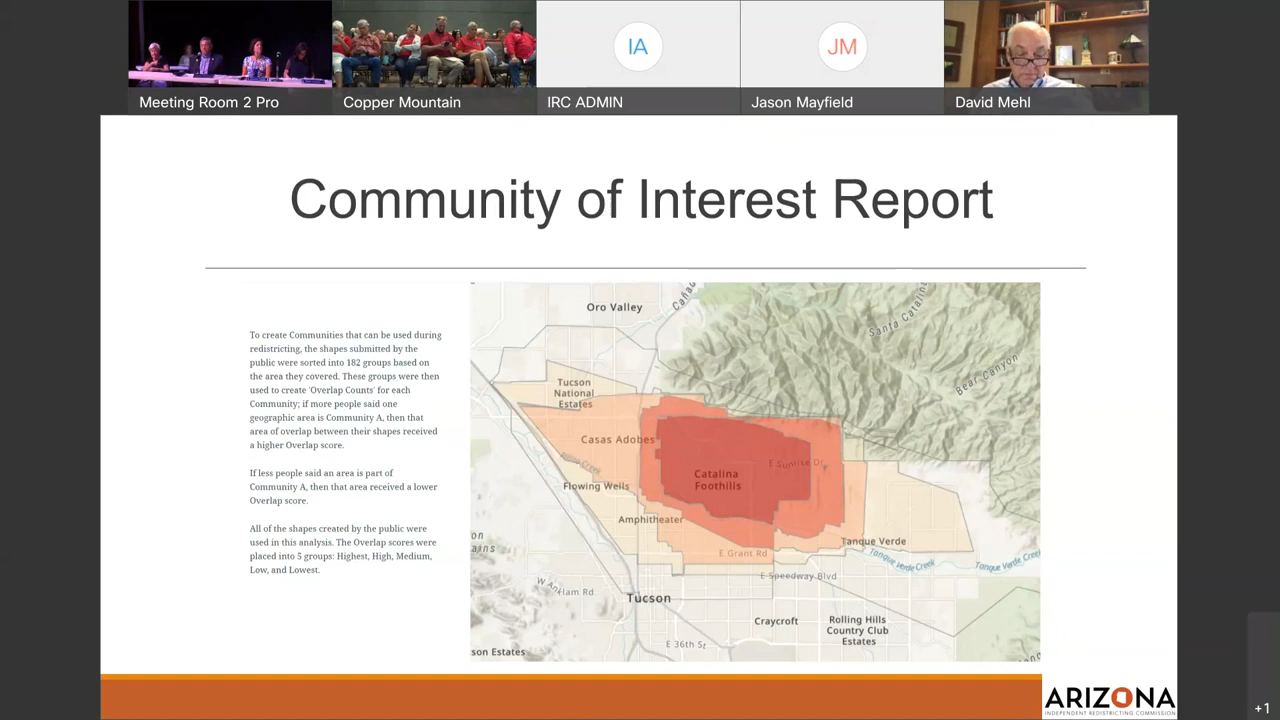 IA
JM
Meeting Room 2 Pro
Copper Mountain
IRC ADMIN
Jason Mayfield
David Mehl
Community of Interest Report
To create Communities that can be used during
redistricting, the shapes submitted by the
public were sorted into 182 groups based on
the area they covered. These groups were then
used to create 'Overlap Counts' for each
Community; if more people said one
geographic area is Community A, then that
area of overlap between their shapes received
a higher Overlap score.
If less people said an area is part of
Community A, then that area received a lower
Overlap score.
All of the shapes created by the public were
used in this analysis. The Overlap scores were
placed into 5 groups: Highest, High, Medium,
Low, and Lowest.
Oro Valley
Cañad
Santa Catalin
Bear Canyon
Tucson
National
Estates
Casas Adobes
E Sunrise Dr
Catalina
Foothills
Flowing Wells
Amphitheater
Tanque Verde
E Grant Rd
Tanque Verde Creek
Tanque Verde Creek
E Speedway Blvd
on
ains
W Anklam Rd
Tucson
Craycroft
Rolling Hills
Country Club
Estates
E 36th St
son Estates
ARIZONA
INDEPENDENT REDISTRICTING COMMISSION
+1